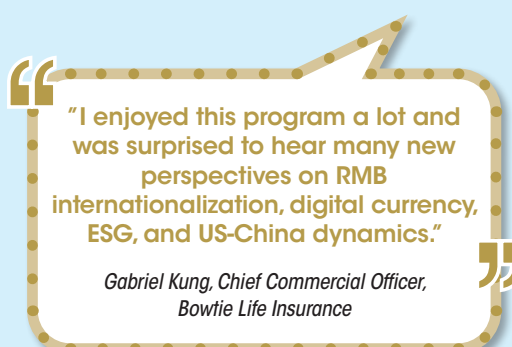 "I enjoyed this program a lot and
was surprised to hear many new
perspectives on RMB
internationalization, digital currency,
ESG, and US-China dynamics."
Gabriel Kung, Chief Commercial Officer,
Bowtie Life Insurance